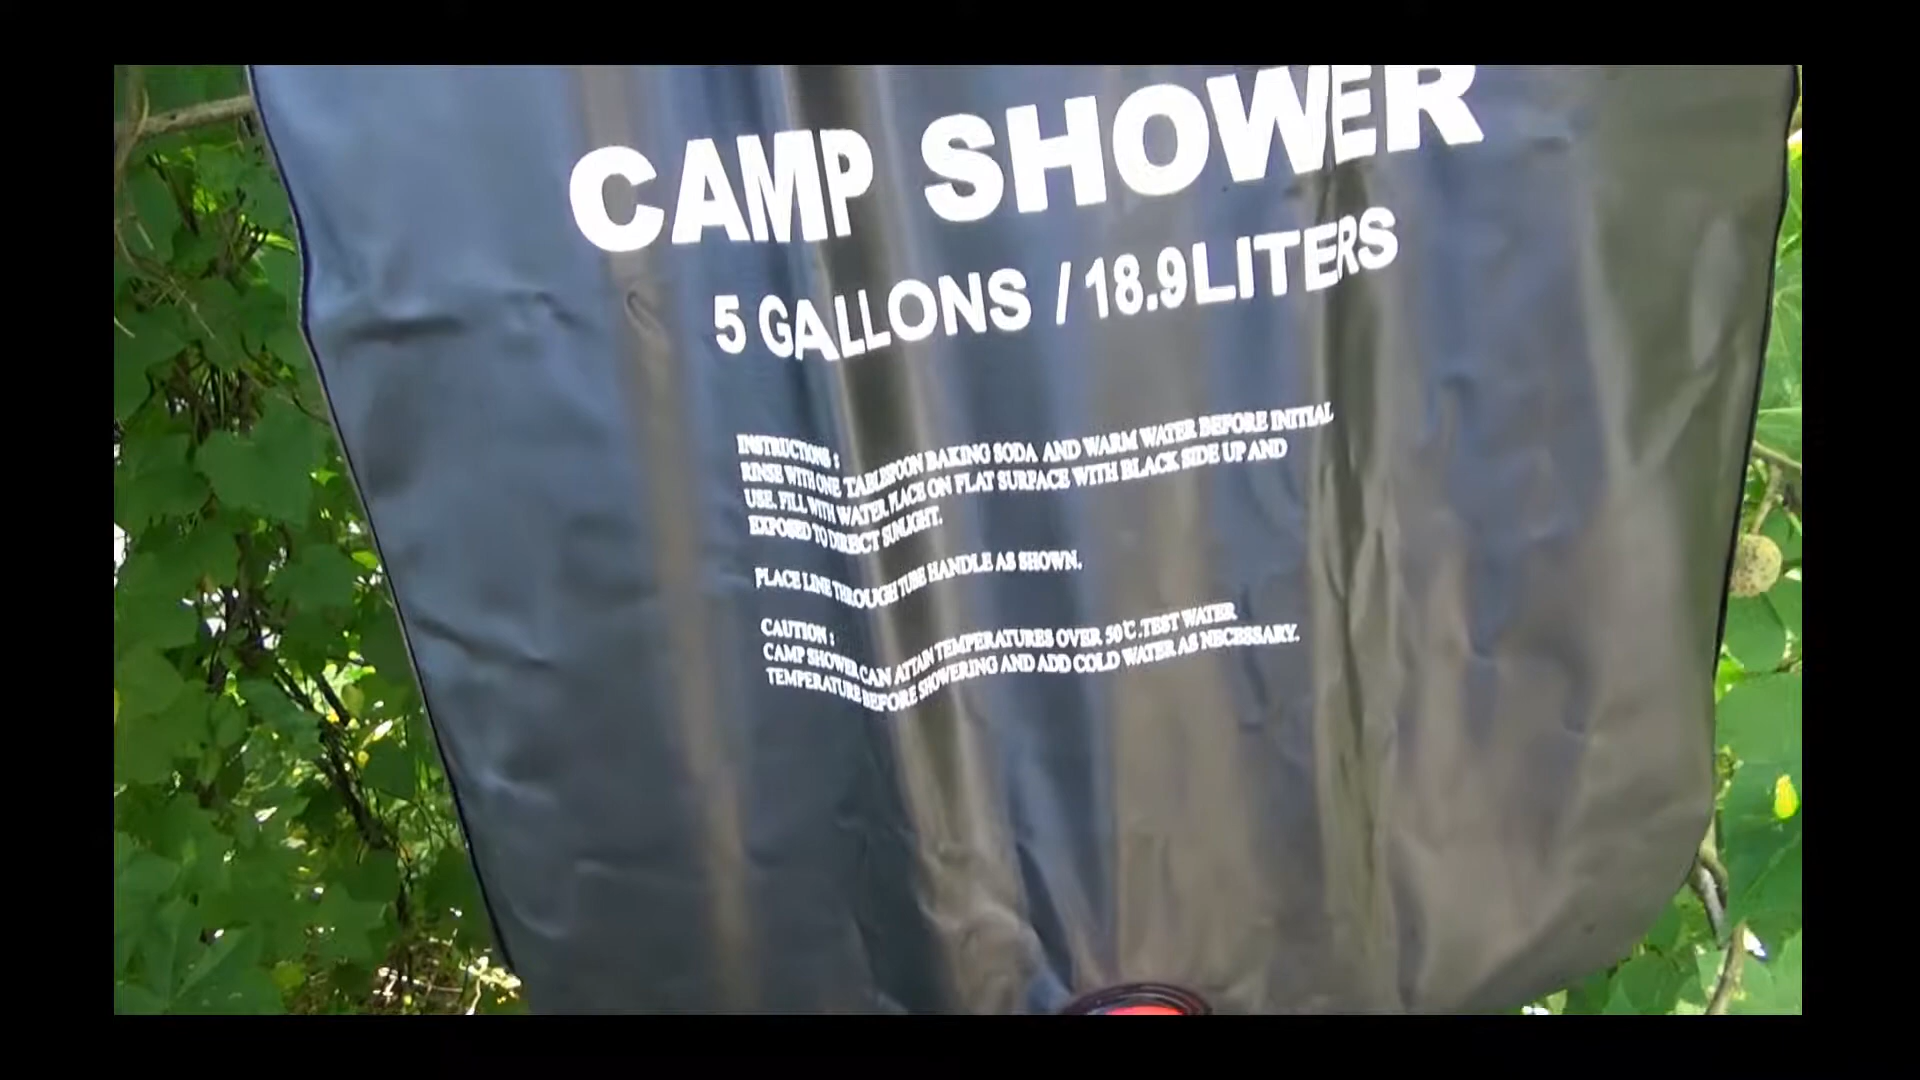 CAMP SHOWER
5 GALLONS / 18.9 LITERS
INSTRUCTIONS :
RINSE WITH ONE TABLESPOON BAKING SODA AND WARM WATER BEFORE INITIAL
USE. FILL WITH WATER, PLACE ON FLAT SURFACE WITH BLACK SIDE UP AND
EXPOSED TO DIRECT SUNLIGHT.
PLACE LINE THROUGH TUBE HANDLE AS SHOWN.
CAUTION :
CAMP SHOWER CAN ATTAIN TEMPERATURES OVER 50℃.TEST WATER
TEMPERATURE BEFORE SHOWERING AND ADD COLD WATER AS NECESSARY.